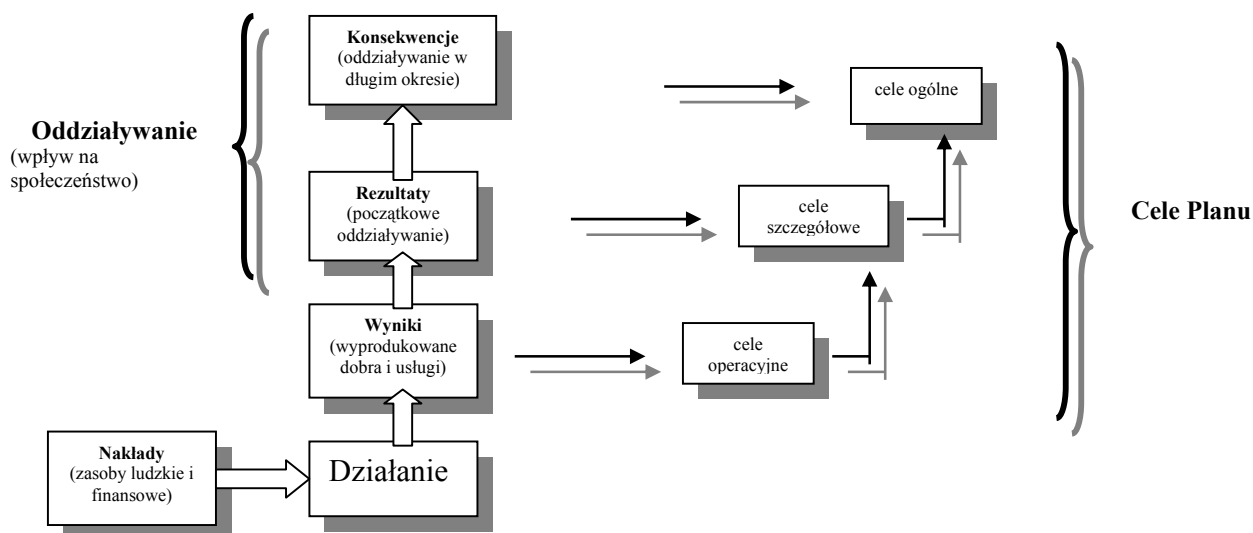 Konsekwencje
(oddziaływanie w
długim okresie)
cele ogólne
Oddziaływanie
(wpływ na
społeczeństwo)
Rezultaty
(początkowe
oddziaływanie)
cele
szczegółowe
Cele Planu
Wyniki
(wyprodukowane
dobra i usługi)
cele
operacyjne
Nakłady
(zasoby ludzkie i
finansowe)
Działanie